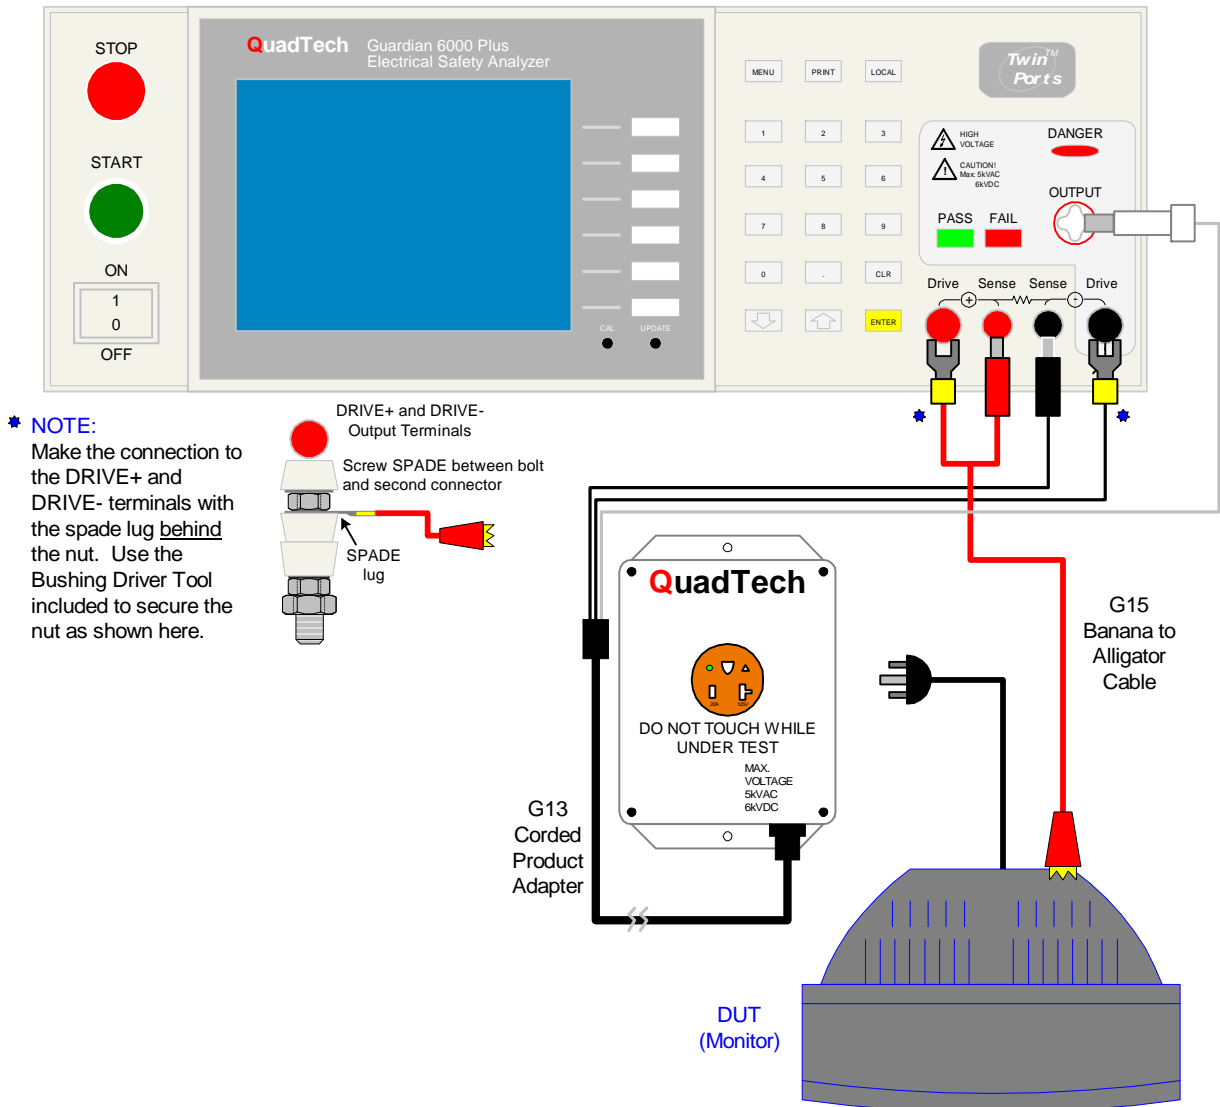 STOP
START
ON
1
0
OFF
QuadTech
Guardian 6000 Plus
Electrical Safety Analyzer
CAL
UPDATE
MENU
PRINT
LOCAL
1
2
3
4
5
6
7
8
9
0
.
CLR
ENTER
Twin™
Ports
HIGH
VOLTAGE
CAUTION!
Max: 5kVAC
6kVDC
DANGER
OUTPUT
PASS
FAIL
Drive
Sense
Sense
Drive
+
-
NOTE:
Make the connection to
the DRIVE+ and
DRIVE- terminals with
the spade lug behind
the nut. Use the
Bushing Driver Tool
included to secure the
nut as shown here.
DRIVE+ and DRIVE-
Output Terminals
Screw SPADE between bolt
and second connector
SPADE
lug
QuadTech
20A
DO NOT TOUCH WHILE
UNDER TEST
MAX.
VOLTAGE
5kVAC
6kVDC
G13
Corded
Product
Adapter
G15
Banana to
Alligator
Cable
DUT
(Monitor)